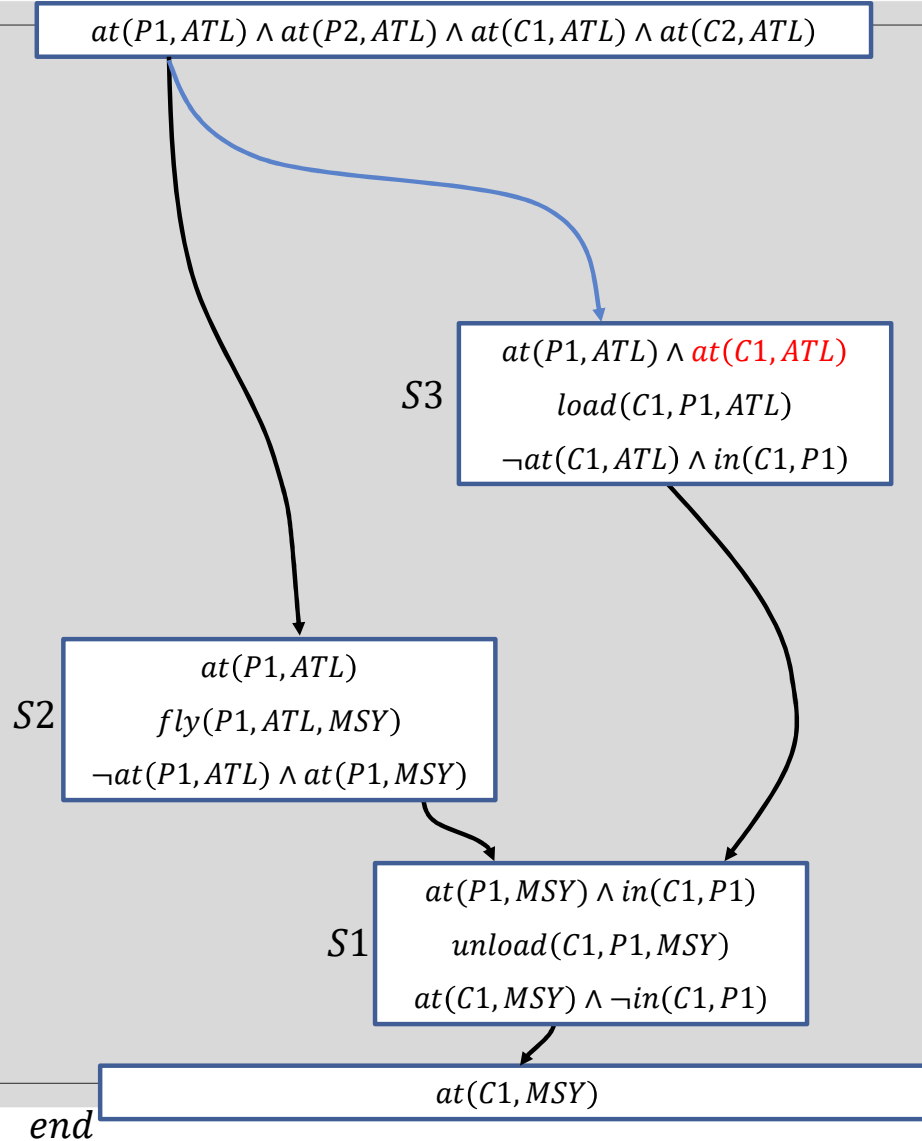 at(P1, ATL) ∧ at(P2, ATL) ∧ at(C1, ATL) ∧ at(C2, ATL)
at(P1, ATL) ∧ at(C1, ATL)
S3
load(C1, P1, ATL)
¬at(C1, ATL) ∧ in(C1, P1)
at(P1, ATL)
S2
fly(P1, ATL, MSY)
¬at(P1, ATL) ∧ at(P1, MSY)
at(P1, MSY) ∧ in(C1, P1)
S1
unload(C1, P1, MSY)
at(C1, MSY) ∧ ¬in(C1, P1)
at(C1, MSY)
end